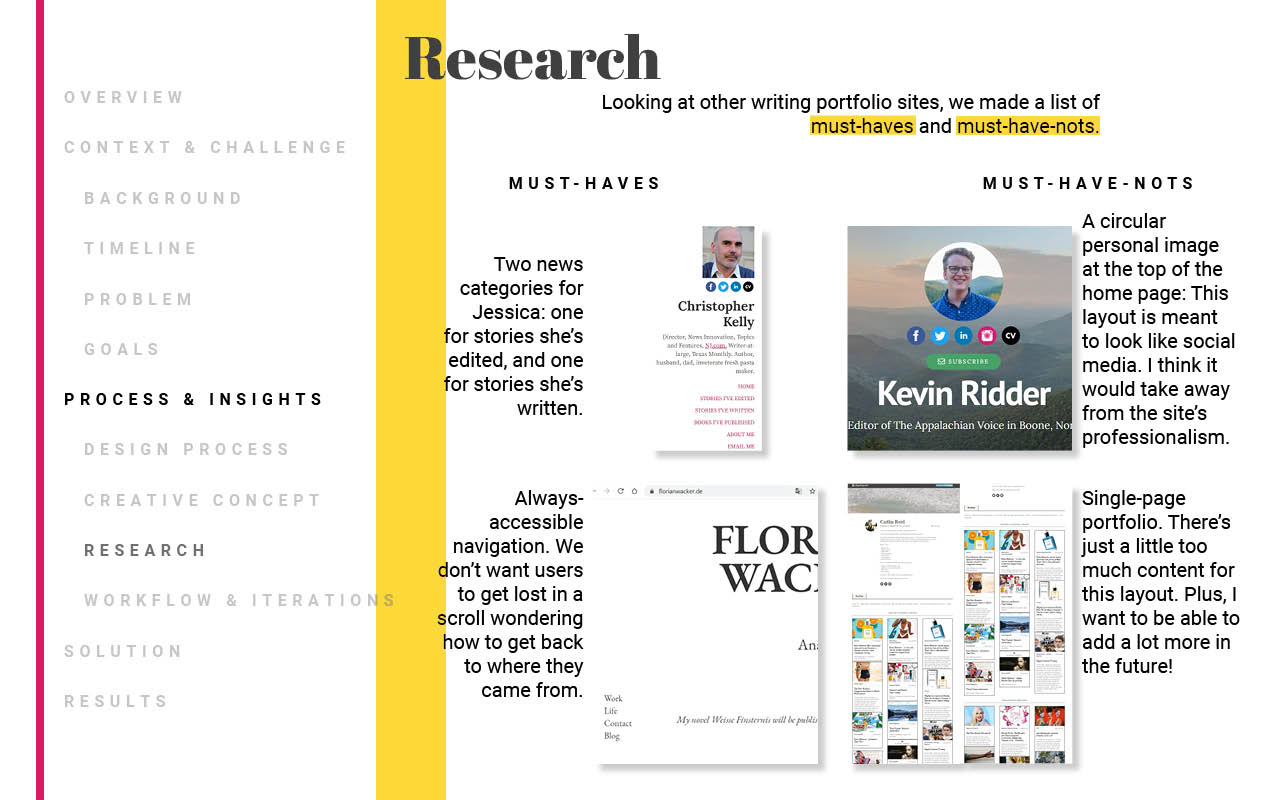 OVERVIEW
CONTEXT & CHALLENGE
BACKGROUND
TIMELINE
PROBLEM
GOALS
PROCESS & INSIGHTS
DESIGN PROCESS
CREATIVE CONCEPT
RESEARCH
WORKFLOW & ITERATIONS
SOLUTION
RESULTS
Research
Looking at other writing portfolio sites, we made a list of
must-haves and must-have-nots.
MUST-HAVES
Two news
categories for
Jessica: one
for stories she's
edited, and one
for stories she's
written.
CV
Christopher
Kelly
Director, News Innovation, Topics
and Features, NJ.com. Writer-at-
large, Texas Monthly. Author,
husband, dad, inveterate fresh pasta
maker.
HOME
STORIES I'VE EDITED
STORIES I'VE WRITTEN
BOOKS I'VE PUBLISHED
ABOUT ME
EMAIL ME
Always-
accessible
navigation. We
don't want users
to get lost in a
scroll wondering
how to get back
to where they
came from.
florianwacker.de
FLOR
WAC
Ana
Work
Life
Contact
Blog
My novel Weisse Finsternis will be publis
MUST-HAVE-NOTS
CV
SUBSCRIBE
Kevin Ridder
Editor of The Appalachian Voice in Boone, Nor
A circular
personal image
at the top of the
home page: This
layout is meant
to look like social
media. I think it
would take away
from the site's
professionalism.
Caitlin Reid
Single-page
portfolio. There's
just a little too
much content for
this layout. Plus, I
want to be able to
add a lot more in
the future!